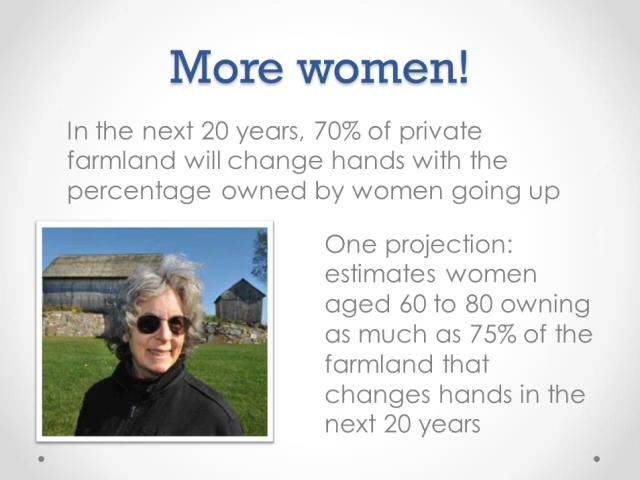 More women!
In the next 20 years, 70% of private
farmland will change hands with the
percentage owned by women going up
One projection:
estimates women
aged 60 to 80 owning
as much as 75% of the
farmland that
changes hands in the
next 20 years